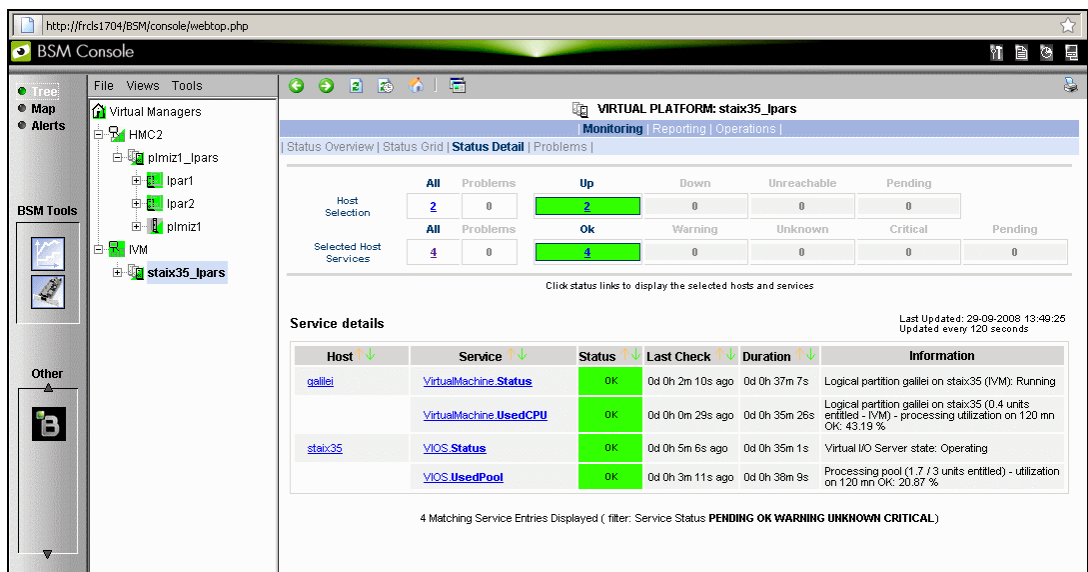 http://frcls1704/BSM/console/webtop.php
BSM Console
Tree
Map
Alerts
BSM Tools
Other
File Views Tools
Virtual Managers
HMC2
plmiz1_lpars
lpar1
lpar2
plmiz1
IVM
staix35_lpars
VIRTUAL PLATFORM: staix35_lpars
| Monitoring | Reporting | Operations |
| Status Overview | Status Grid | Status Detail | Problems |
All Problems Up Down Unreachable Pending
Host Selection 2 0 2 0 0 0
All Problems Ok Warning Unknown Critical Pending
Selected Host Services 4 0 4 0 0 0 0
Click status links to display the selected hosts and services
Service details
Last Updated: 29-09-2008 13:49:25
Updated every 120 seconds
Host Service Status Last Check Duration Information
galilei VirtualMachine.Status OK 0d 0h 2m 10s ago 0d 0h 37m 7s Logical partition galilei on staix35 (IVM): Running
VirtualMachine.UsedCPU OK 0d 0h 0m 29s ago 0d 0h 35m 26s Logical partition galilei on staix35 (0.4 units entitled - IVM) - processing utilization on 120 mn OK: 43.19 %
staix35 VIOS.Status OK 0d 0h 5m 6s ago 0d 0h 35m 1s Virtual I/O Server state: Operating
VIOS.UsedPool OK 0d 0h 3m 11s ago 0d 0h 38m 9s Processing pool (1.7 / 3 units entitled) - utilization on 120 mn OK: 20.87 %
4 Matching Service Entries Displayed ( filter: Service Status PENDING OK WARNING UNKNOWN CRITICAL)